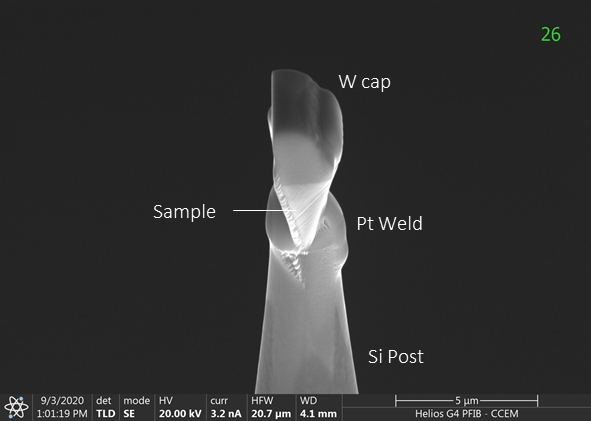 26
W cap
Sample
Pt Weld
Si Post
9/3/2020 det mode HV curr HFW WD 5 µm
1:01:19 PM TLD SE 20.00 kV 3.2 nA 20.7 µm 4.1 mm Helios G4 PFIB - CCEM